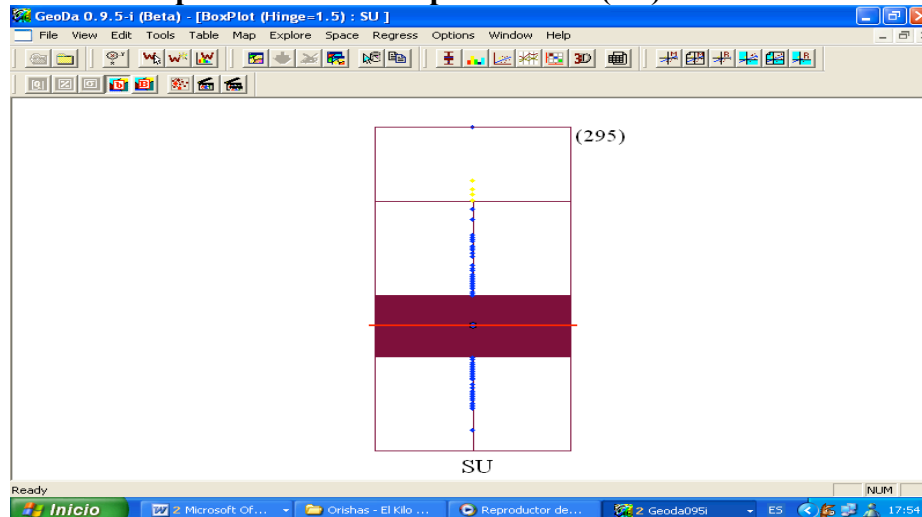 GeoDa 0.9.5-i (Beta) - [BoxPlot (Hinge=1.5) : SU ]
File View Edit Tools Table Map Explore Space Regress Options Window Help
3D
(295)
SU
Ready
NUM
Inicio
2 Microsoft Of...
Orishas - El Kilo ...
Reproductor de...
2 Geoda095i
ES
17:54